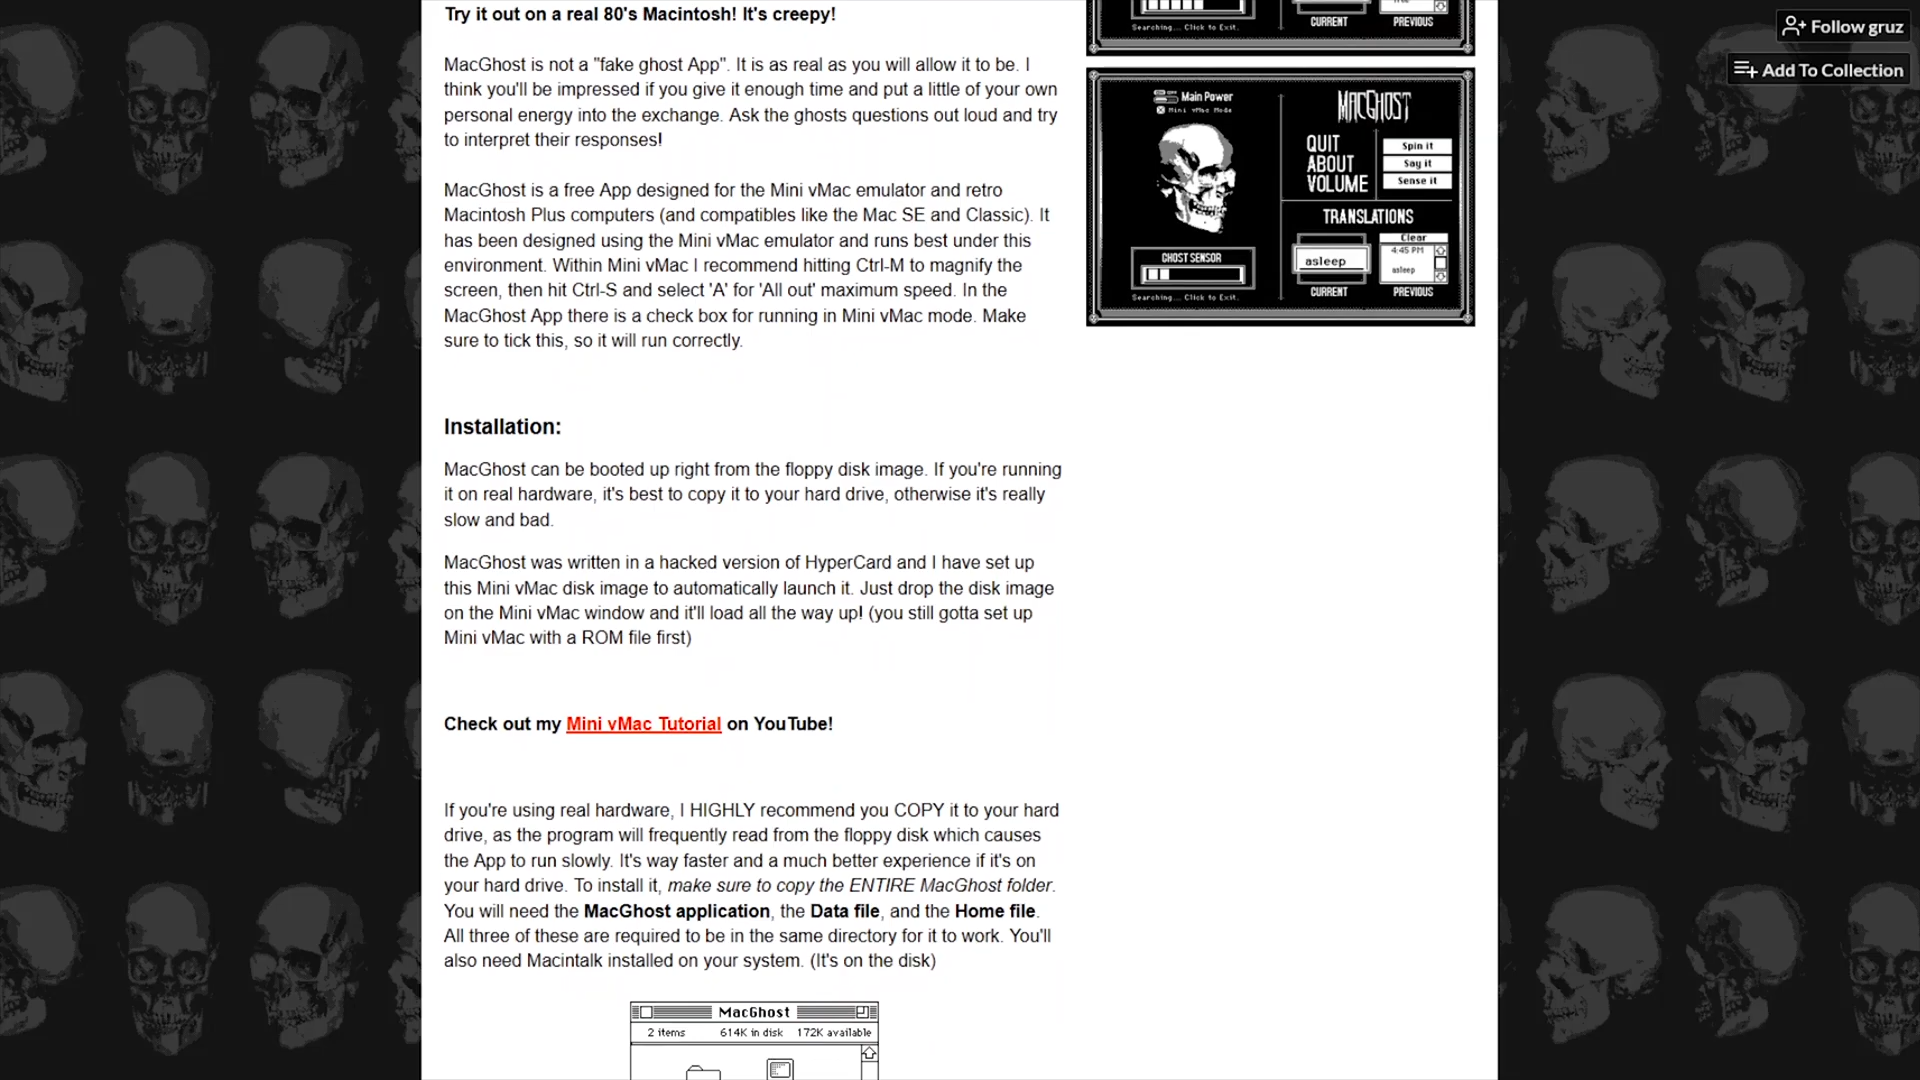 Try it out on a real 80's Macintosh! It's creepy!
MacGhost is not a "fake ghost App". It is as real as you will allow it to be. I
think you'll be impressed if you give it enough time and put a little of your own
personal energy into the exchange. Ask the ghosts questions out loud and try
to interpret their responses!
MacGhost is a free App designed for the Mini vMac emulator and retro
Macintosh Plus computers (and compatibles like the Mac SE and Classic). It
has been designed using the Mini vMac emulator and runs best under this
environment. Within Mini vMac I recommend hitting Ctrl-M to magnify the
screen, then hit Ctrl-S and select 'A' for 'All out' maximum speed. In the
MacGhost App there is a check box for running in Mini vMac mode. Make
sure to tick this, so it will run correctly.
Installation:
MacGhost can be booted up right from the floppy disk image. If you're running
it on real hardware, it's best to copy it to your hard drive, otherwise it's really
slow and bad.
MacGhost was written in a hacked version of HyperCard and I have set up
this Mini vMac disk image to automatically launch it. Just drop the disk image
on the Mini vMac window and it'll load all the way up! (you still gotta set up
Mini vMac with a ROM file first)
Check out my Mini vMac Tutorial on YouTube!
If you're using real hardware, I HIGHLY recommend you COPY it to your hard
drive, as the program will frequently read from the floppy disk which causes
the App to run slowly. It's way faster and a much better experience if it's on
your hard drive. To install it, make sure to copy the ENTIRE MacGhost folder.
You will need the MacGhost application, the Data file, and the Home file.
All three of these are required to be in the same directory for it to work. You'll
also need Macintalk installed on your system. (It's on the disk)
MacGhost
2 items 614K in disk 172K available
CURRENT PREVIOUS
Searching... Click to Exit.
Main Power
Mini vMac Mode
MACGHOST
QUIT
ABOUT
VOLUME
Spin it
Say it
Sense it
TRANSLATIONS
Clear
4:45 PM
asleep
asleep
GHOST SENSOR
CURRENT PREVIOUS
Searching... Click to Exit.
Follow gruz
Add To Collection